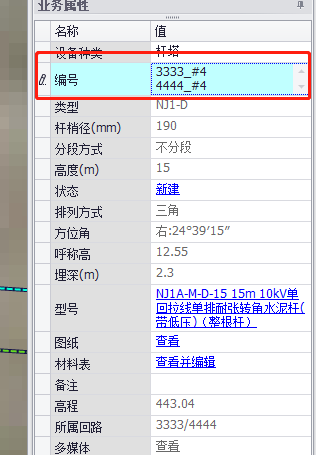 业务属性
名称 值
设备种类 杆塔
编号 3333_#4
4444_#4
类型 NJ1-D
杆梢径(mm) 190
分段方式 不分段
高度(m) 15
状态 新建
排列方式 三角
方位角 右:24°39′15″
呼称高 12.55
埋深(m) 2.3
型号 NJ1A-M-D-15 15m 10kV单
回拉线单排耐张转角水泥杆(
带低压)（整根杆）
图纸 查看
材料表 查看并编辑
备注
高程 443.04
所属回路 3333/4444
多媒体 查看